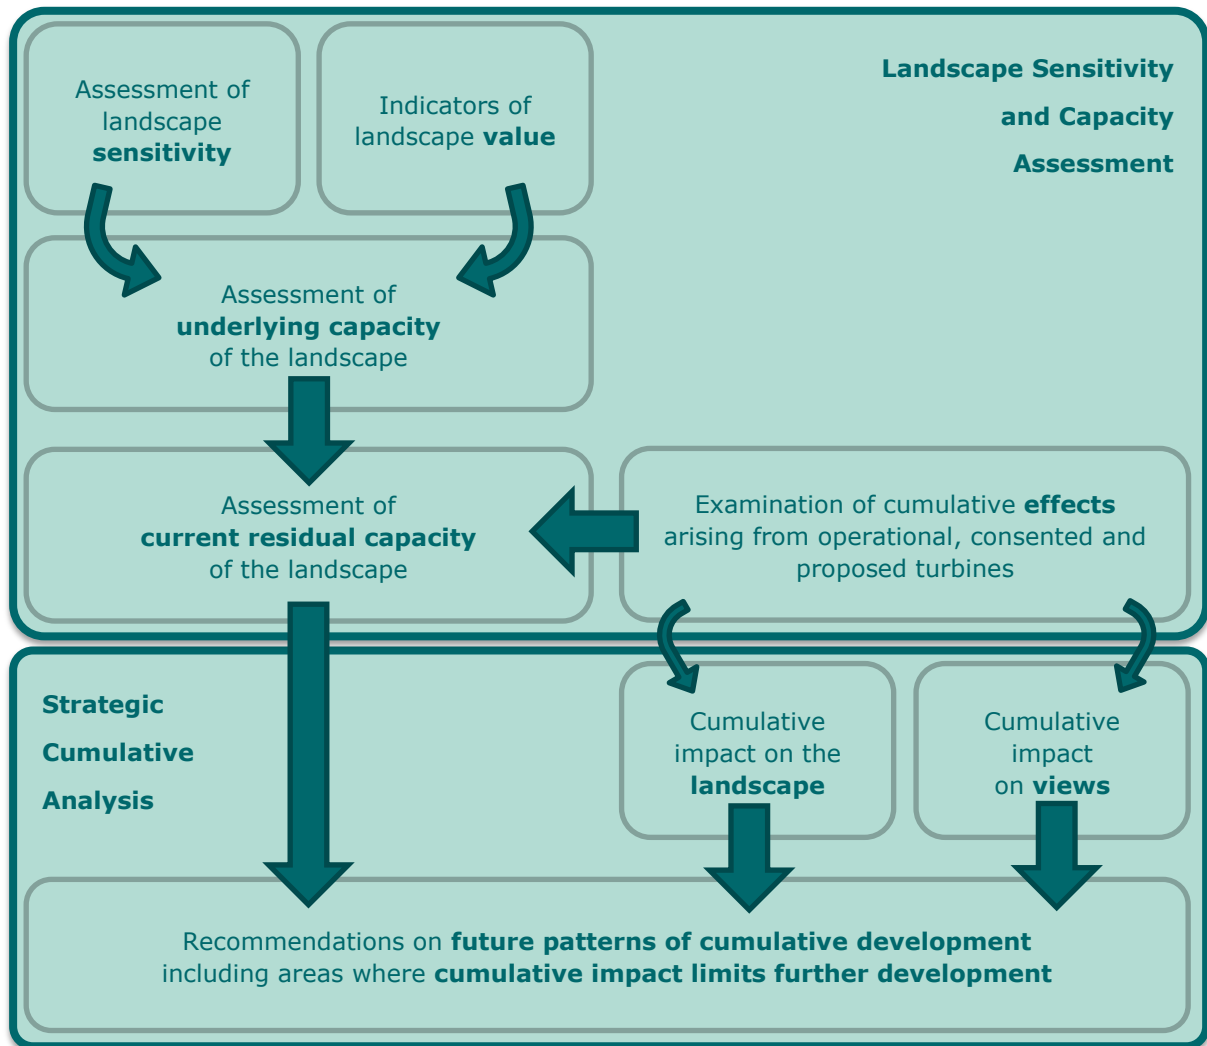 Assessment of
landscape
sensitivity
Indicators of
landscape value
Landscape Sensitivity
and Capacity
Assessment
Assessment of
underlying capacity
of the landscape
Assessment of
current residual capacity
of the landscape
Examination of cumulative effects
arising from operational, consented and
proposed turbines
Strategic
Cumulative
Analysis
Cumulative
impact on the
landscape
Cumulative
impact
on views
Recommendations on future patterns of cumulative development
including areas where cumulative impact limits further development